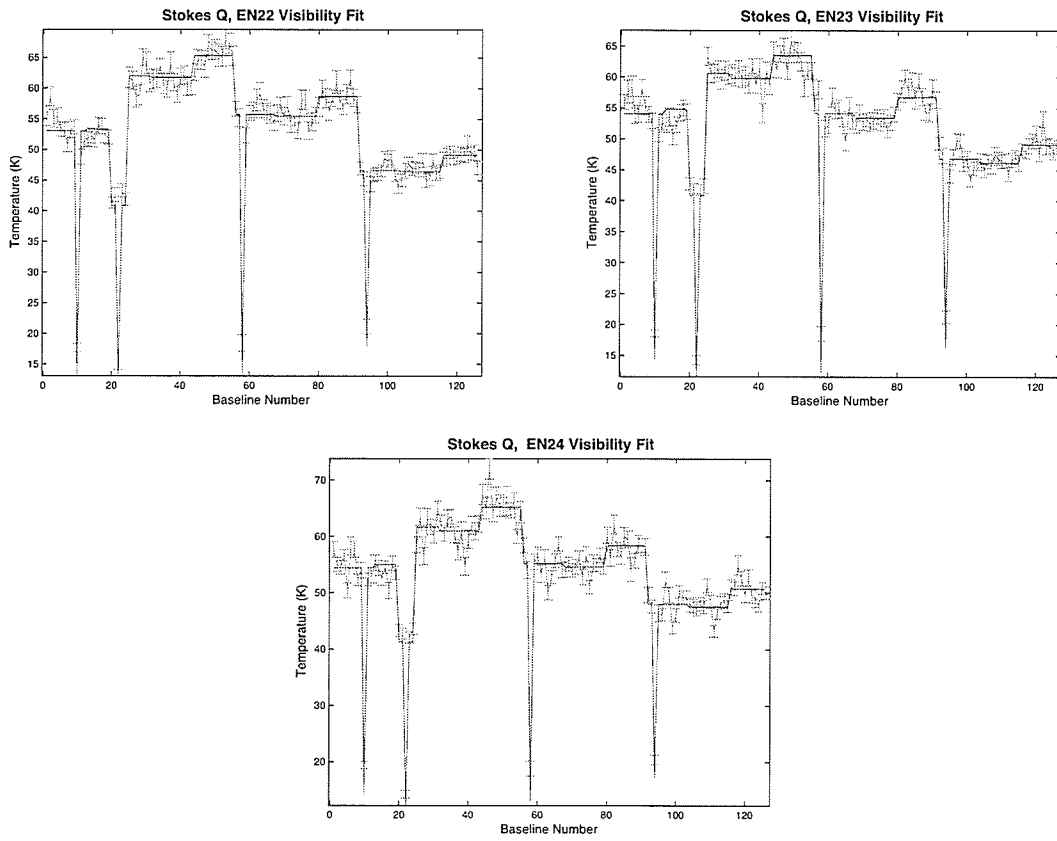 Stokes Q, EN22 Visibility Fit
Temperature (K)
65
60
55
50
45
40
35
30
25
20
15
0 20 40 60 80 100 120
Baseline Number
Stokes Q, EN23 Visibility Fit
Temperature (K)
65
60
55
50
45
40
35
30
25
20
15
0 20 40 60 80 100 120
Baseline Number
Stokes Q, EN24 Visibility Fit
Temperature (K)
70
60
50
40
30
20
0 20 40 60 80 100 120
Baseline Number